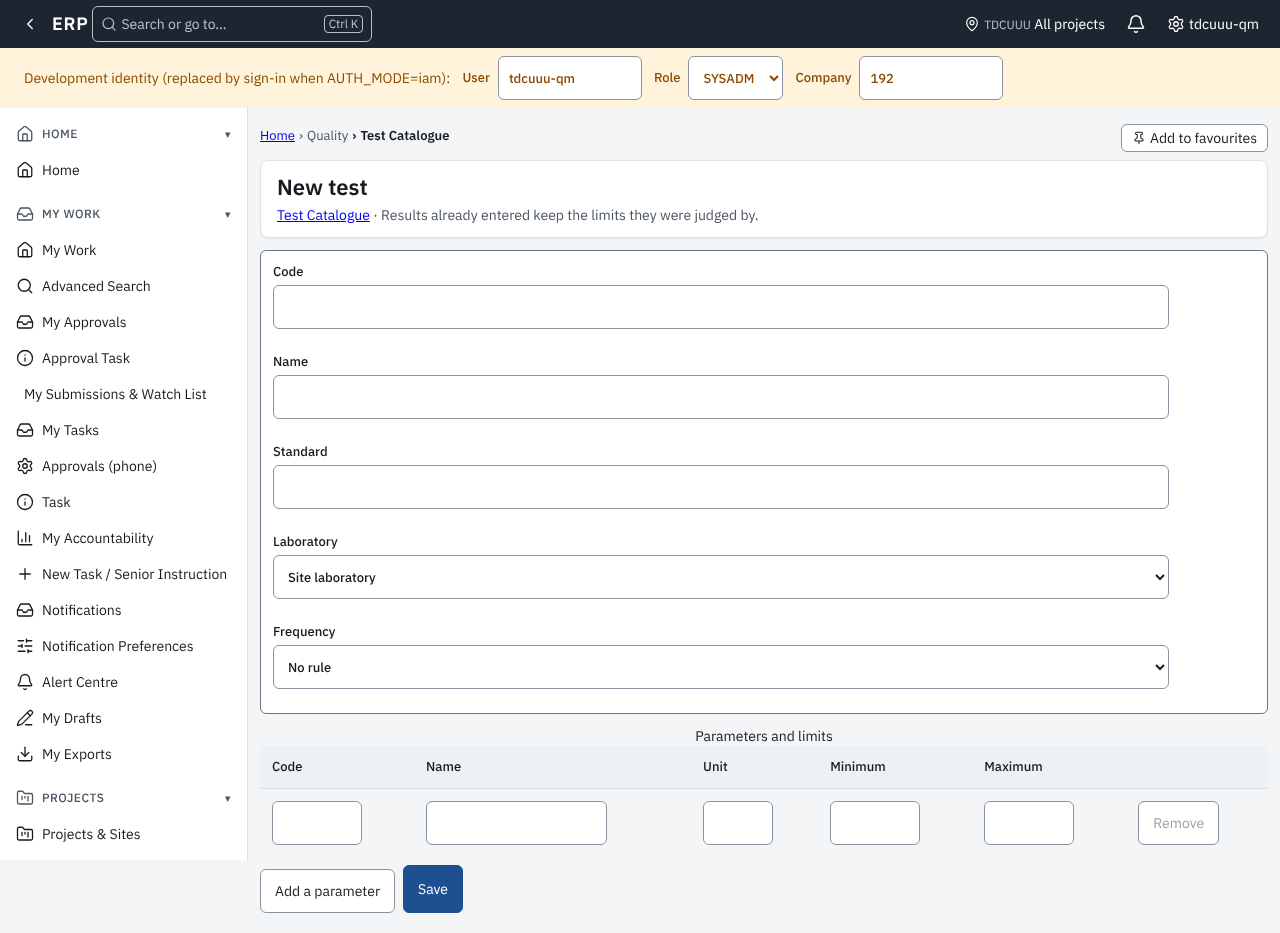 ERP Search or go to... Ctrl K TDCUUU All projects tdcuuu-qm
Development identity (replaced by sign-in when AUTH_MODE=iam): User tdcuuu-qm Role SYSADM Company 192
HOME
Home
MY WORK
My Work
Advanced Search
My Approvals
Approval Task
My Submissions & Watch List
My Tasks
Approvals (phone)
Task
My Accountability
New Task / Senior Instruction
Notifications
Notification Preferences
Alert Centre
My Drafts
My Exports
PROJECTS
Projects & Sites
Home › Quality › Test Catalogue
Add to favourites
New test
Test Catalogue · Results already entered keep the limits they were judged by.
Code
Name
Standard
Laboratory
Site laboratory
Frequency
No rule
Parameters and limits
Code Name Unit Minimum Maximum
Remove
Add a parameter Save